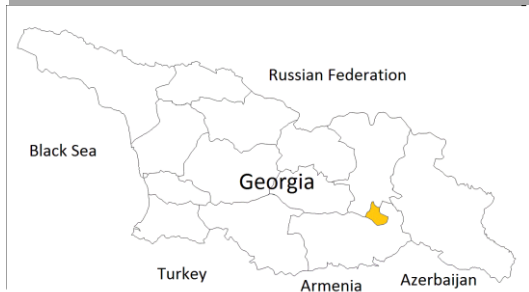 Russian Federation
Black Sea
Georgia
Turkey
Armenia
Azerbaijan